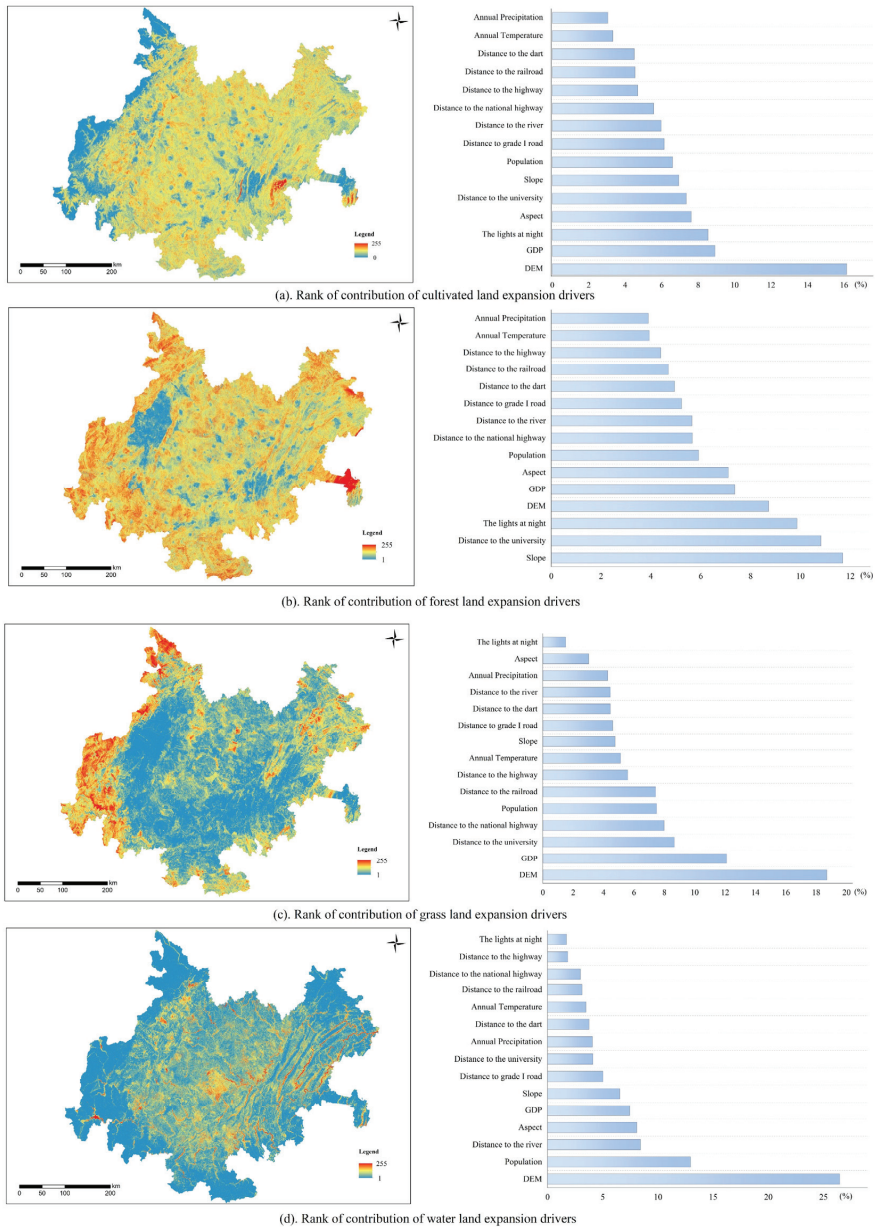 Legend
255
0
km
0 50 100 200
Annual Precipitation
Annual Temperature
Distance to the dart
Distance to the railroad
Distance to the highway
Distance to the national highway
Distance to the river
Distance to grade I road
Population
Slope
Distance to the university
Aspect
The lights at night
GDP
DEM
0 2 4 6 8 10 12 14 16 (%)
(a). Rank of contribution of cultivated land expansion drivers
Legend
255
1
km
0 50 100 200
Annual Precipitation
Annual Temperature
Distance to the highway
Distance to the railroad
Distance to the dart
Distance to grade I road
Distance to the river
Distance to the national highway
Population
Aspect
GDP
DEM
The lights at night
Distance to the university
Slope
0 2 4 6 8 10 12 (%)
(b). Rank of contribution of forest land expansion drivers
Legend
255
1
km
0 50 100 200
The lights at night
Aspect
Annual Precipitation
Distance to the river
Distance to the dart
Distance to grade I road
Slope
Annual Temperature
Distance to the highway
Distance to the railroad
Population
Distance to the national highway
Distance to the university
GDP
DEM
0 2 4 6 8 10 12 14 16 18 20 (%)
(c). Rank of contribution of grass land expansion drivers
Legend
255
1
km
0 50 100 200
The lights at night
Distance to the highway
Distance to the national highway
Distance to the railroad
Annual Temperature
Distance to the dart
Annual Precipitation
Distance to the university
Distance to grade I road
Slope
GDP
Aspect
Distance to the river
Population
DEM
0 5 10 15 20 25 (%)
(d). Rank of contribution of water land expansion drivers